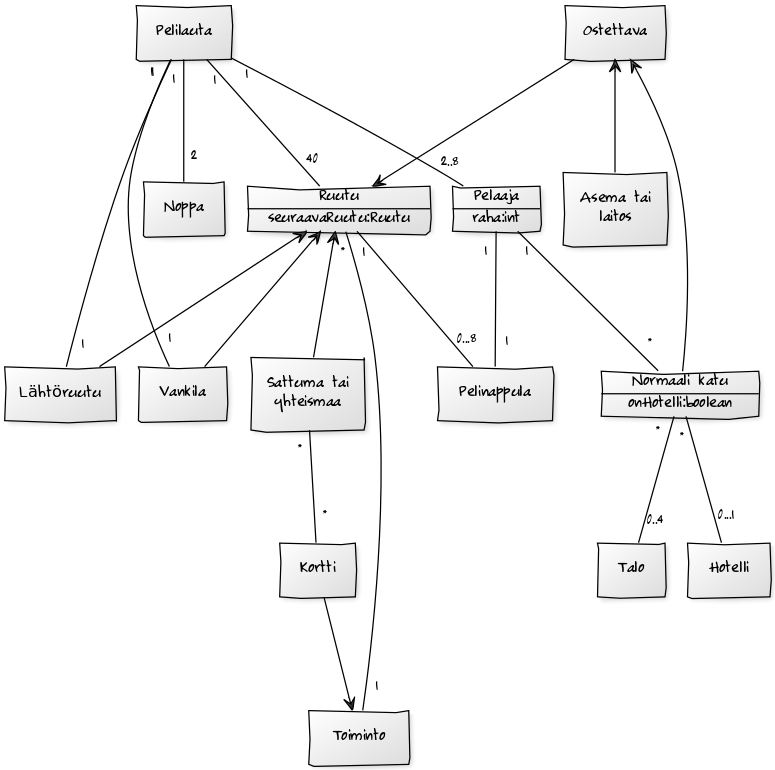 Pelilauta
Ostettava
1
1
1
1
2
40
2..8
Noppa
Ruutu
seuraavaRuutu:Ruutu
Pelaaja
raha:int
Asema tai
laitos
*
1
1
1
1
1
0...8
1
*
Lähtöruutu
Vankila
Sattuma tai
yhteismaa
Pelinappula
Normaali katu
onHotelli:boolean
*
*
*
*
0..4
0...1
Kortti
Talo
Hotelli
1
Toiminto